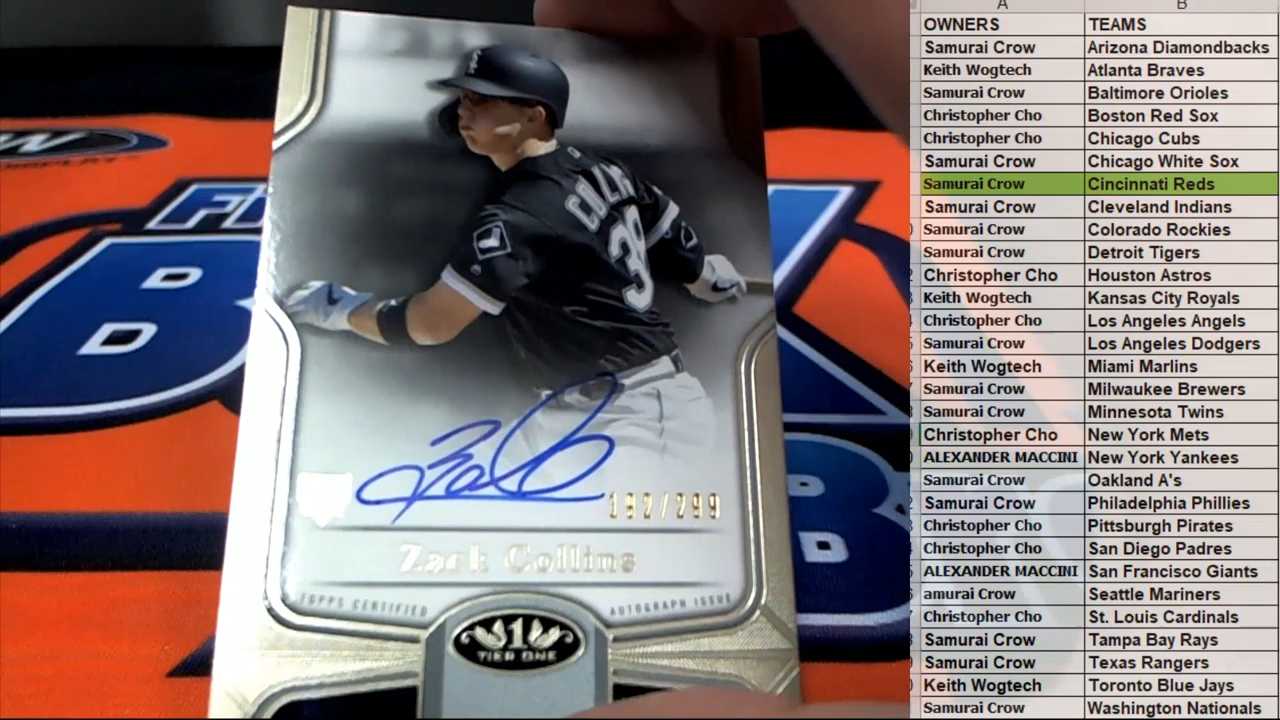 COLLI
39
192/299
Zack Collins
TOPPS CERTIFIED AUTOGRAPH ISSUE
1
TIER ONE
A B
OWNERS TEAMS
Samurai Crow Arizona Diamondbacks
Keith Wogtech Atlanta Braves
Samurai Crow Baltimore Orioles
Christopher Cho Boston Red Sox
Christopher Cho Chicago Cubs
Samurai Crow Chicago White Sox
Samurai Crow Cincinnati Reds
Samurai Crow Cleveland Indians
Samurai Crow Colorado Rockies
Samurai Crow Detroit Tigers
Christopher Cho Houston Astros
Keith Wogtech Kansas City Royals
Christopher Cho Los Angeles Angels
Samurai Crow Los Angeles Dodgers
Keith Wogtech Miami Marlins
Samurai Crow Milwaukee Brewers
Samurai Crow Minnesota Twins
Christopher Cho New York Mets
ALEXANDER MACCINI New York Yankees
Samurai Crow Oakland A's
Samurai Crow Philadelphia Phillies
Christopher Cho Pittsburgh Pirates
Christopher Cho San Diego Padres
ALEXANDER MACCINI San Francisco Giants
amurai Crow Seattle Mariners
Christopher Cho St. Louis Cardinals
Samurai Crow Tampa Bay Rays
Samurai Crow Texas Rangers
Keith Wogtech Toronto Blue Jays
Samurai Crow Washington Nationals